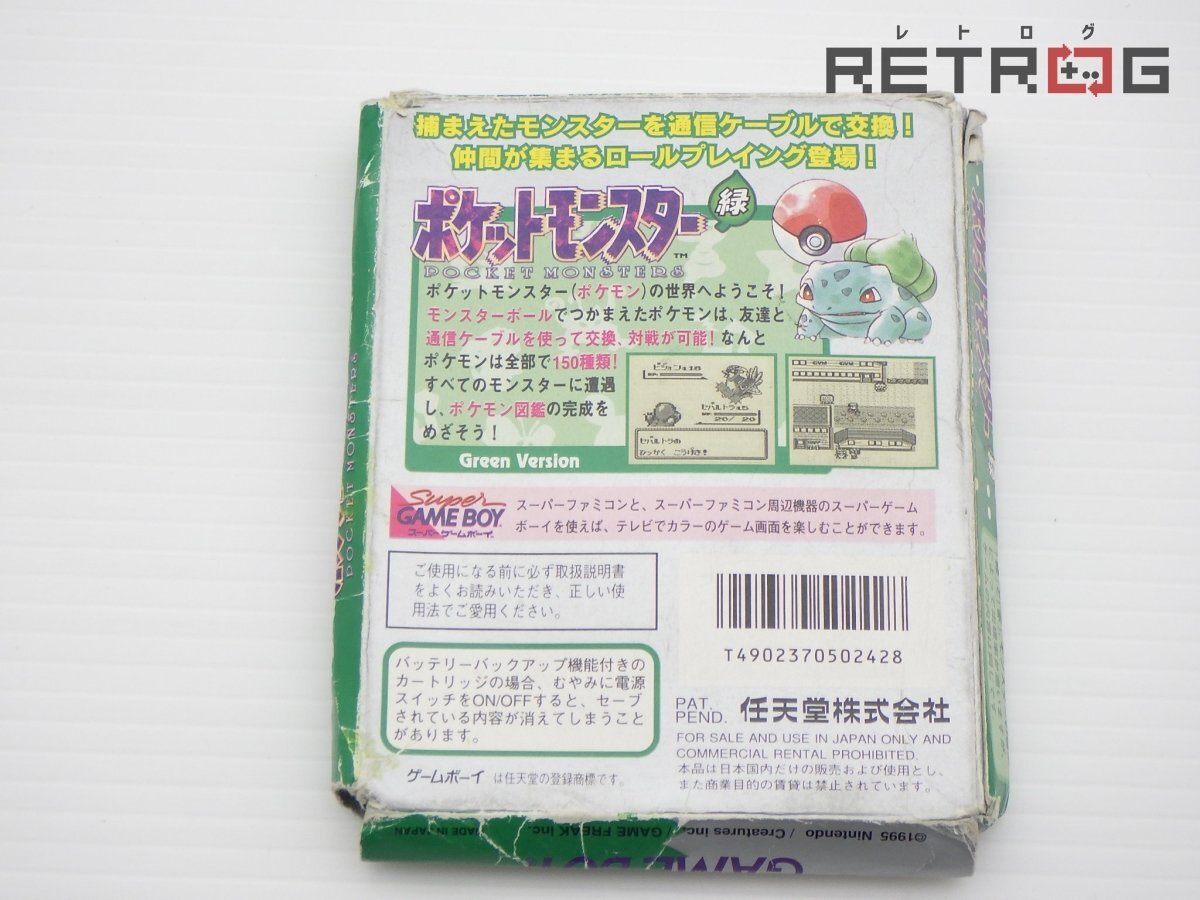 レトログ
RETROG
捕まえたモンスターを通信ケーブルで交換!
仲間が集まるロールプレイング登場!
ポケットモンスター 緑
TM
POCKET MONSTERS
ポケットモンスター(ポケモン)の世界へようこそ!
モンスターボールでつかまえたポケモンは、友達と
通信ケーブルを使って交換、対戦が可能!なんと
ポケモンは全部で150種類!
すべてのモンスターに遭遇
し、ポケモン図鑑の完成を
めざそう!
Green Version
Super
GAME BOY
スーパーゲームボーイ
スーパーファミコンと、スーパーファミコン周辺機器のスーパーゲーム
ボーイを使えば、テレビでカラーのゲーム画面を楽しむことができます。
ご使用になる前に必ず取扱説明書
をよくお読みいただき、正しい使
用法でご愛用ください。
T4902370502428
バッテリーバックアップ機能付きの
カートリッジの場合、むやみに電源
スイッチをON/OFFすると、セーブ
されている内容が消えてしまうこと
があります。
PAT.
PEND. 任天堂株式会社
FOR SALE AND USE IN JAPAN ONLY AND
COMMERCIAL RENTAL PROHIBITED.
本品は日本国内だけの販売および使用とし、
また商業目的の賃貸は禁止されています。
ゲームボーイ は任天堂の登録商標です。
POCKET MONSTERS
©1995 Nintendo / Creatures inc. / GAME FREAK inc.
MADE IN JAPAN
GAME BOY